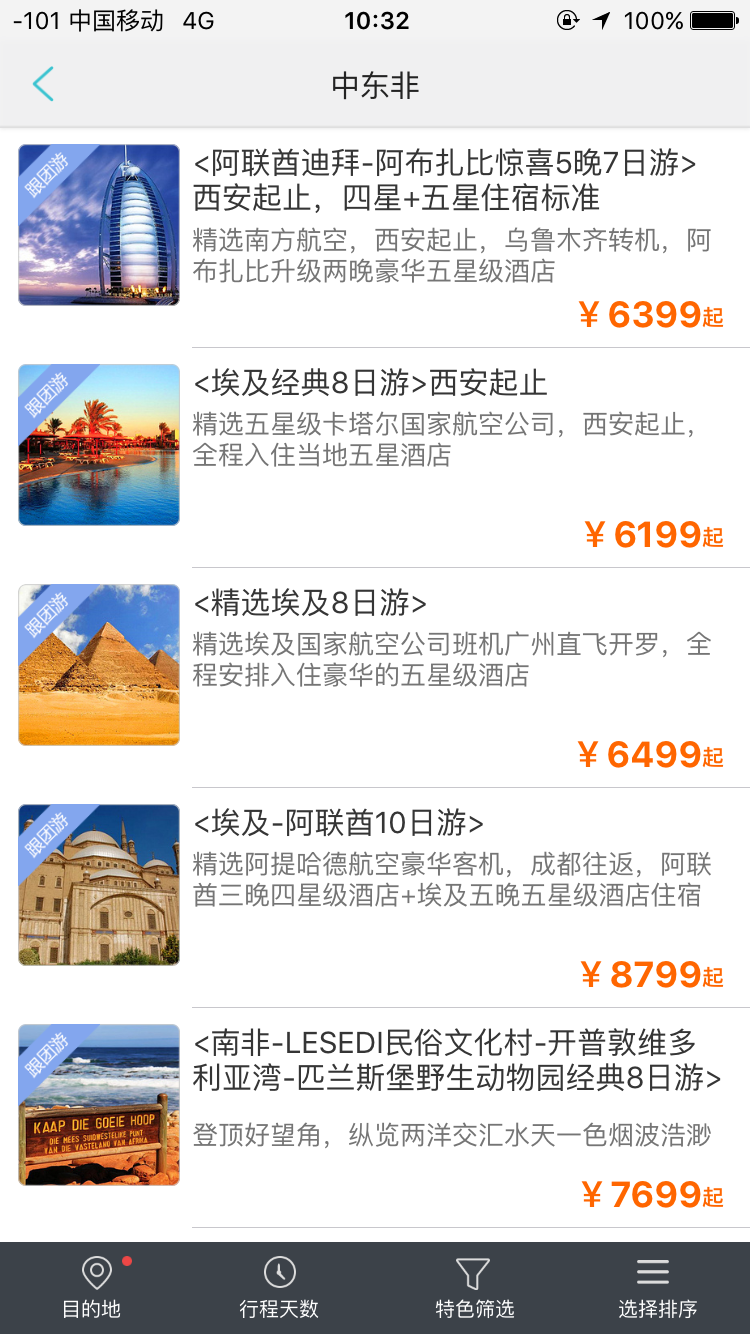 -101 中国移动 4G 10:32 100%
中东非
跟团游
<阿联酋迪拜-阿布扎比惊喜5晚7日游>
西安起止，四星+五星住宿标准
精选南方航空，西安起止，乌鲁木齐转机，阿
布扎比升级两晚豪华五星级酒店
¥ 6399起
跟团游
<埃及经典8日游>西安起止
精选五星级卡塔尔国家航空公司，西安起止，
全程入住当地五星酒店
¥ 6199起
跟团游
<精选埃及8日游>
精选埃及国家航空公司班机广州直飞开罗，全
程安排入住豪华的五星级酒店
¥ 6499起
跟团游
<埃及-阿联酋10日游>
精选阿提哈德航空豪华客机，成都往返，阿联
酋三晚四星级酒店+埃及五晚五星级酒店住宿
¥ 8799起
跟团游
KAAP DIE GOEIE HOOP
DIE MEES SUIDWESTELIKE PUNT
VAN DIE VASTELAND VAN AFRIKA
<南非-LESEDI民俗文化村-开普敦维多
利亚湾-匹兰斯堡野生动物园经典8日游>
登顶好望角，纵览两洋交汇水天一色烟波浩渺
¥ 7699起
目的地 行程天数 特色筛选 选择排序